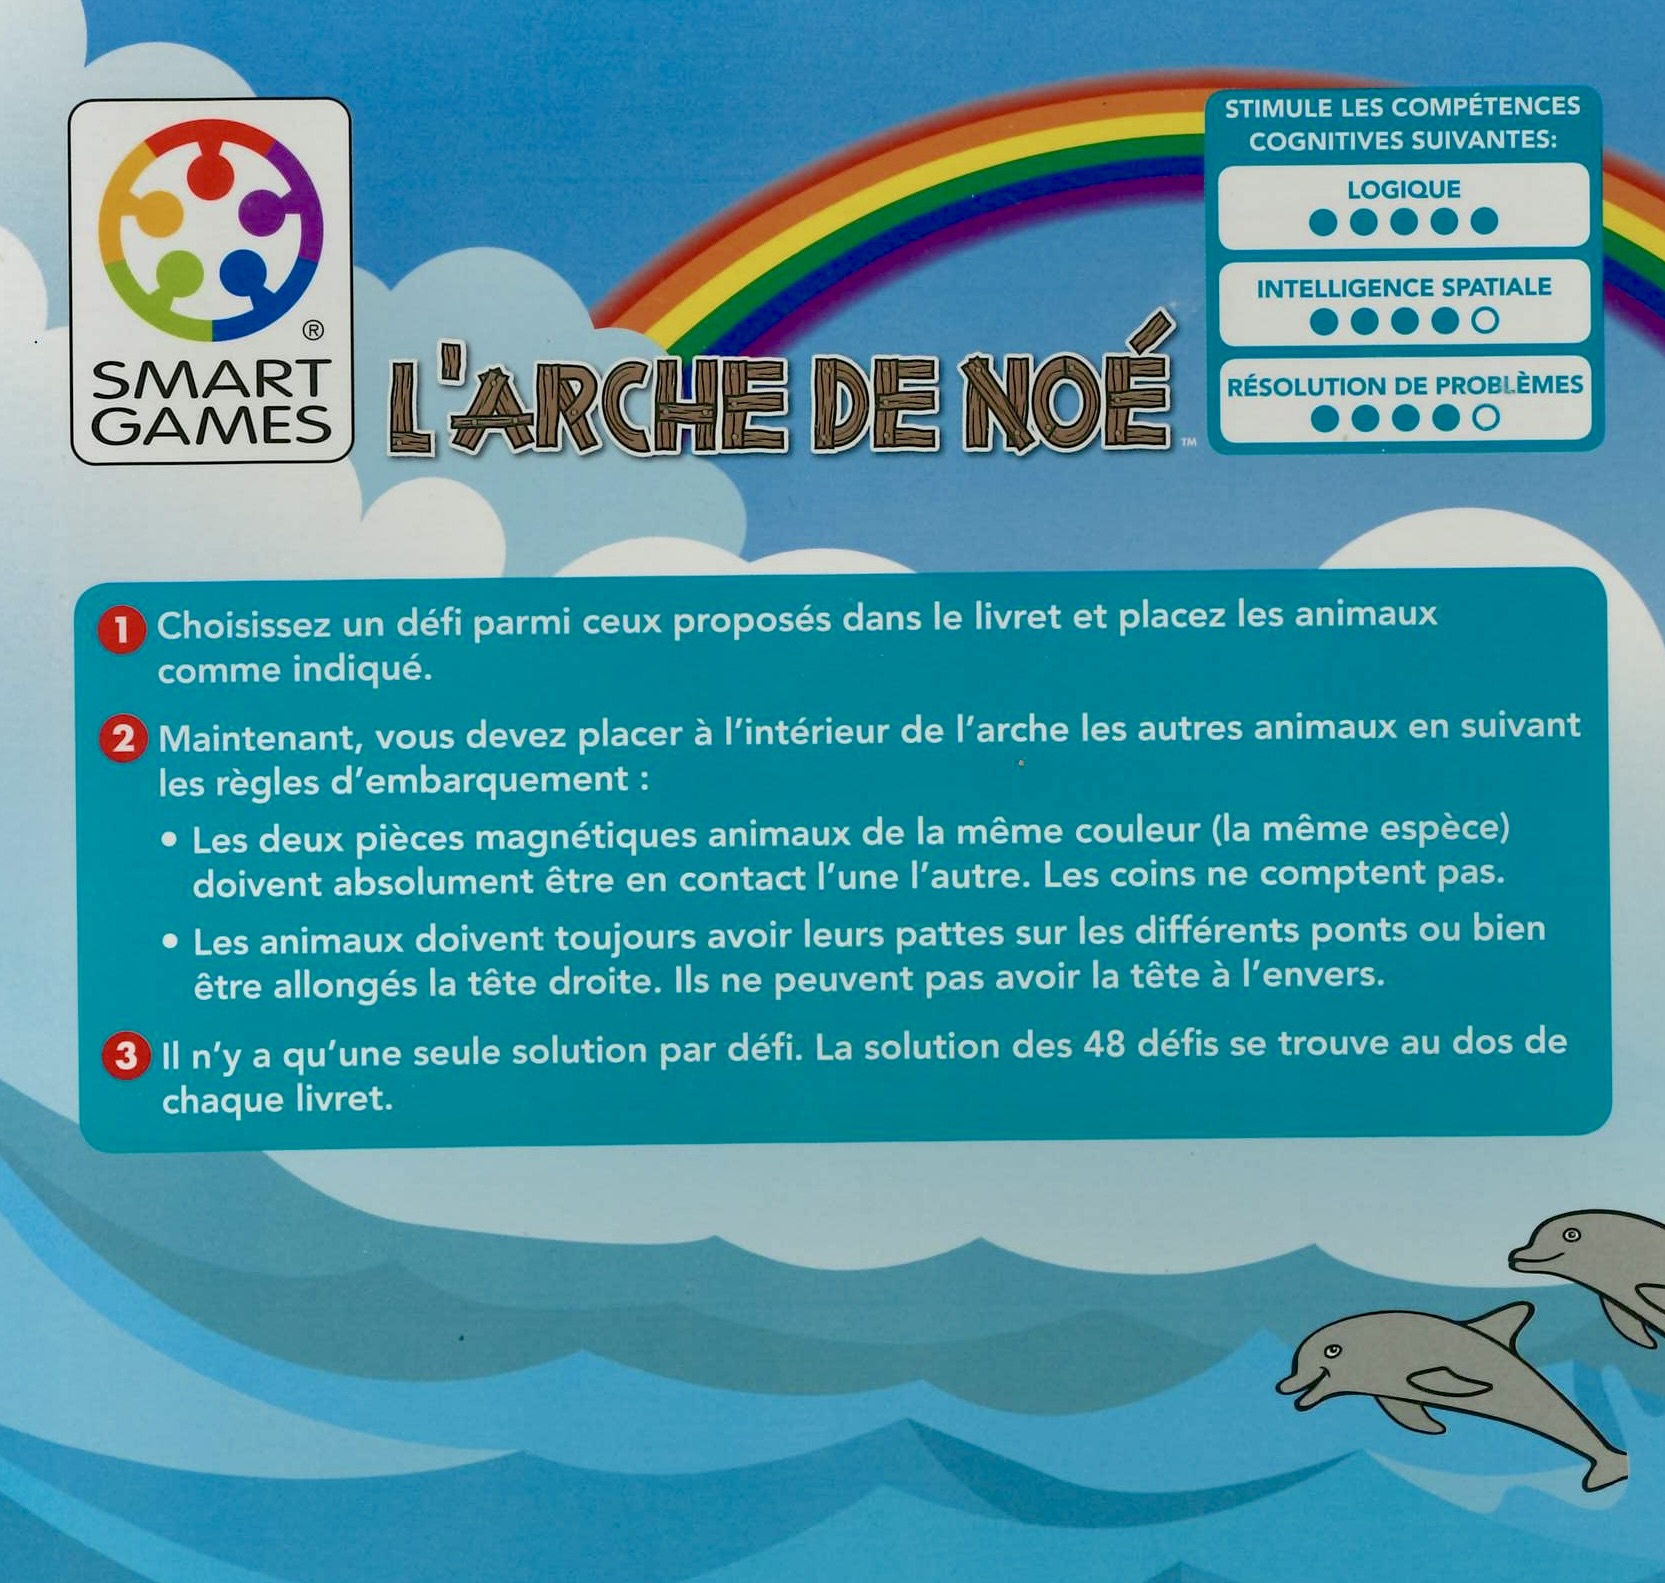 STIMULE LES COMPÉTENCES
COGNITIVES SUIVANTES:
LOGIQUE
INTELLIGENCE SPATIALE
RÉSOLUTION DE PROBLÈMES
®
SMART
GAMES
L'ARCHE DE NOÉ ™
1 Choisissez un défi parmi ceux proposés dans le livret et placez les animaux
comme indiqué.
2 Maintenant, vous devez placer à l'intérieur de l'arche les autres animaux en suivant
les règles d'embarquement :
• Les deux pièces magnétiques animaux de la même couleur (la même espèce)
doivent absolument être en contact l'une l'autre. Les coins ne comptent pas.
• Les animaux doivent toujours avoir leurs pattes sur les différents ponts ou bien
être allongés la tête droite. Ils ne peuvent pas avoir la tête à l'envers.
3 Il n'y a qu'une seule solution par défi. La solution des 48 défis se trouve au dos de
chaque livret.